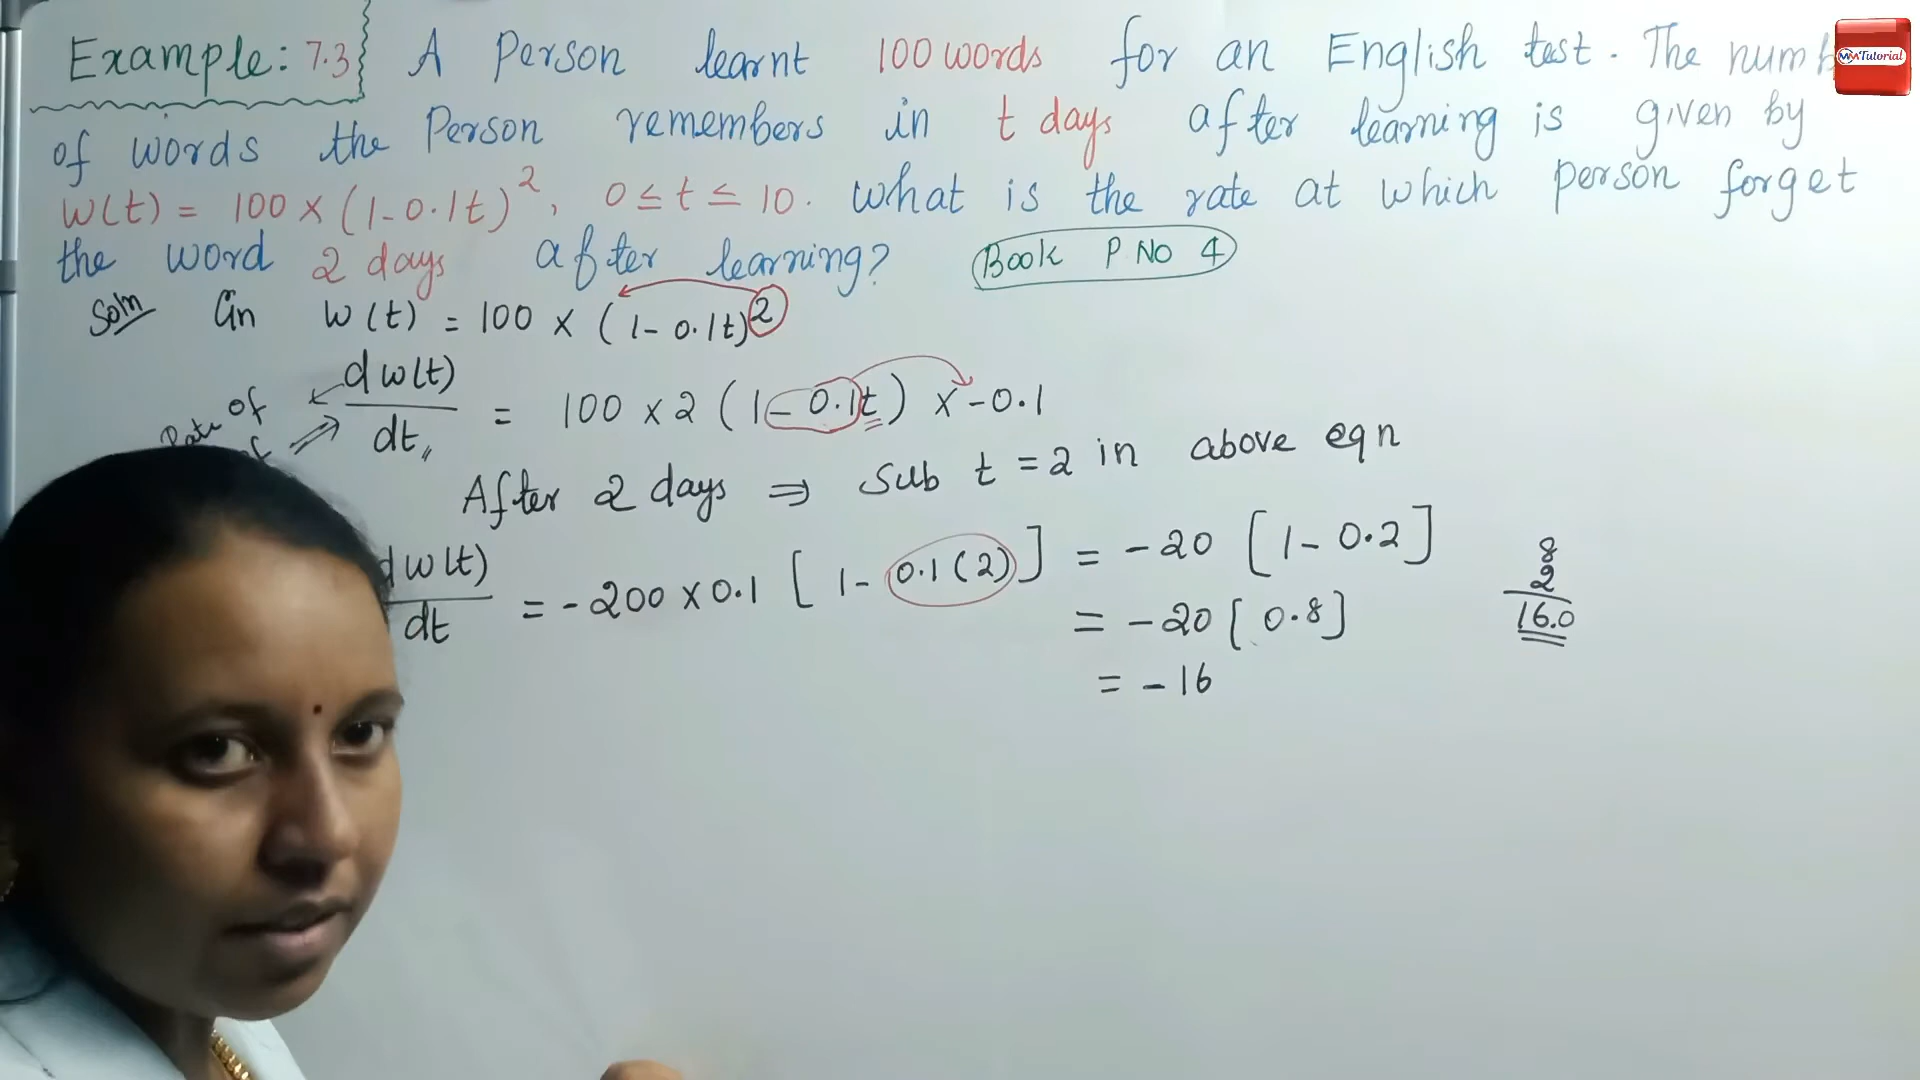 Example: 7.3 A Person learnt 100 words for an English test. The numb
of words the Person remembers in t days after learning is given by
W(t) = 100 × (1-0.1t)², 0 ≤ t ≤ 10. What is the rate at which person forget
the word 2 days after learning? Book P NO 4
Soln Gn W(t) = 100 × (1-0.1t)²
dW(t)/dt = 100 × 2 (1-0.1t) × -0.1
Rate of
After 2 days ⇒ Sub t = 2 in above eqn
dW(t)/dt = -200 × 0.1 [1-0.1(2)] = -20 [1-0.2]
= -20 [0.8]
= -16
8
2
16.0
Tutorial